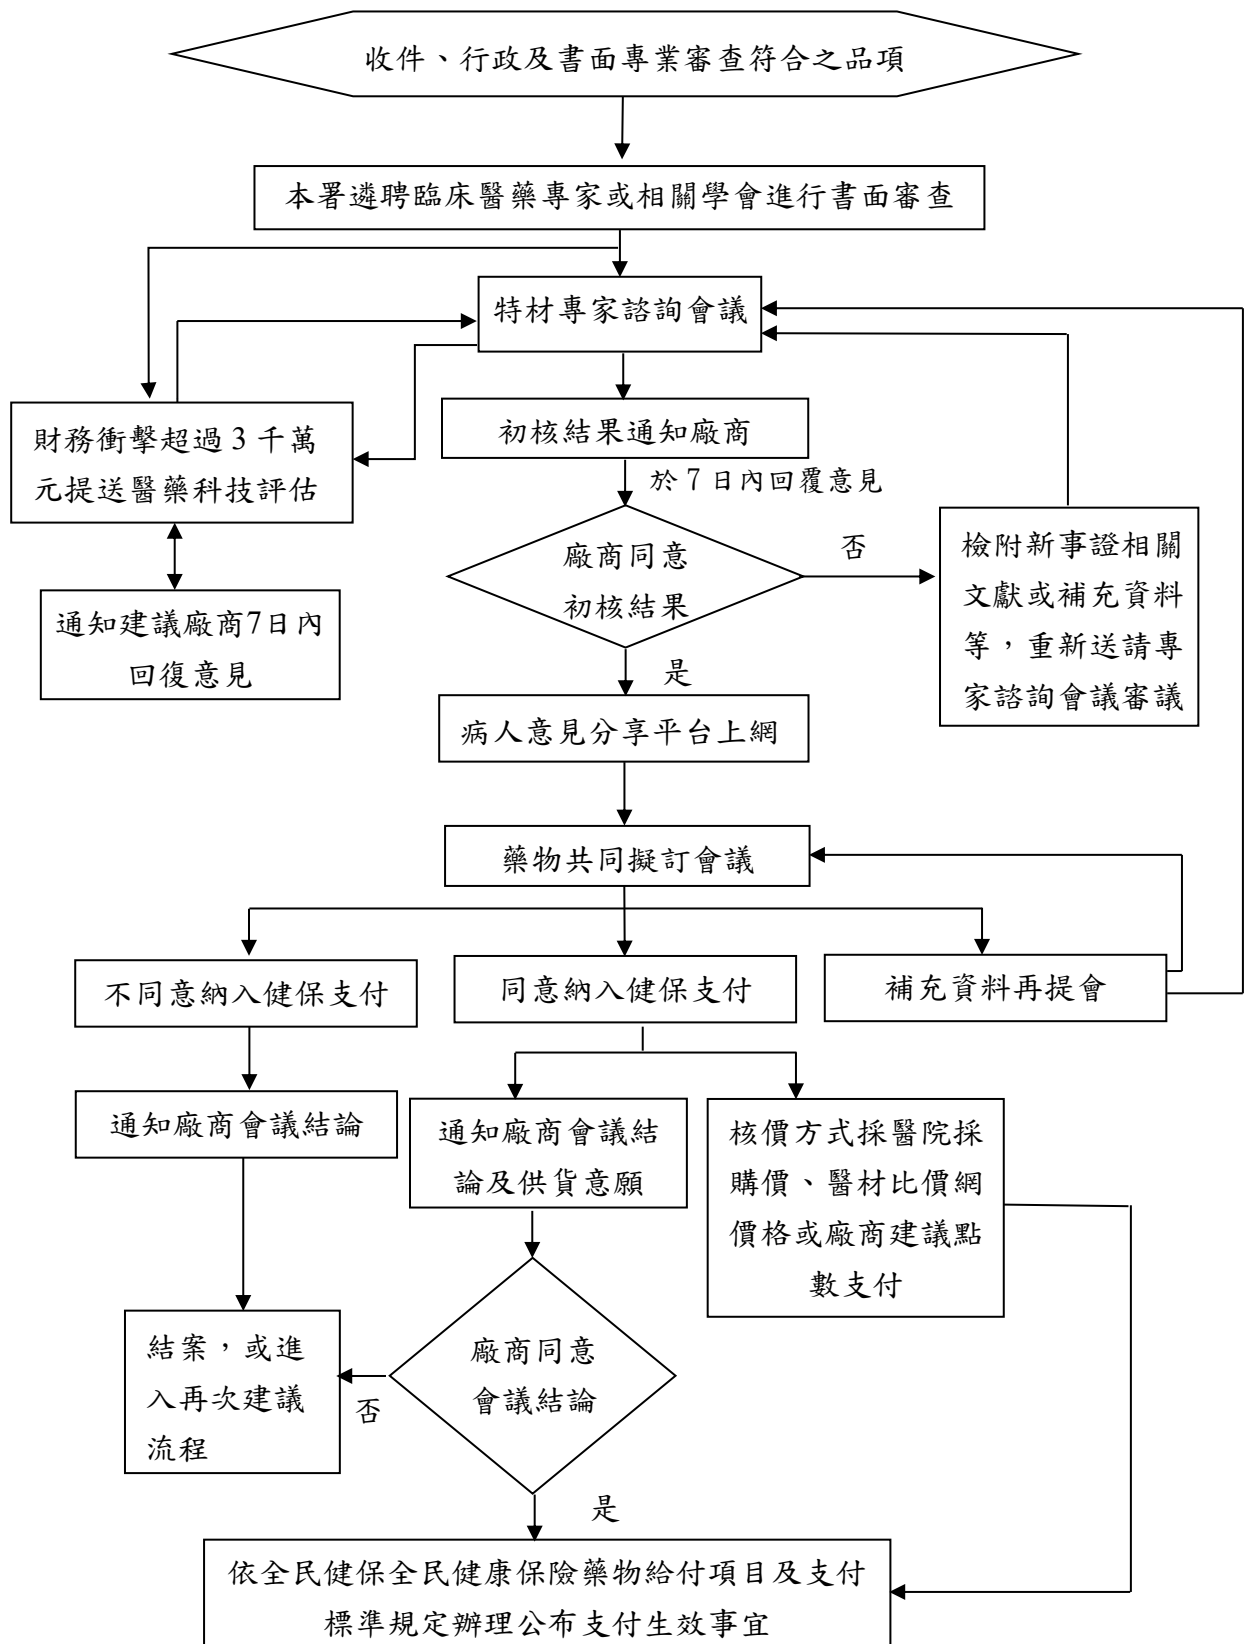 收件、行政及書面專業審查符合之品項
本署遴聘臨床醫藥專家或相關學會進行書面審查
特材專家諮詢會議
財務衝擊超過 3 千萬
元提送醫藥科技評估
初核結果通知廠商
於 7 日內回覆意見
通知建議廠商7日內
回復意見
廠商同意
初核結果
否
檢附新事證相關
文獻或補充資料
等，重新送請專
家諮詢會議審議
是
病人意見分享平台上網
藥物共同擬訂會議
不同意納入健保支付
同意納入健保支付
補充資料再提會
通知廠商會議結論
通知廠商會議結
論及供貨意願
核價方式採醫院採
購價、醫材比價網
價格或廠商建議點
數支付
結案，或進
入再次建議
流程
否
廠商同意
會議結論
是
依全民健保全民健康保險藥物給付項目及支付
標準規定辦理公布支付生效事宜